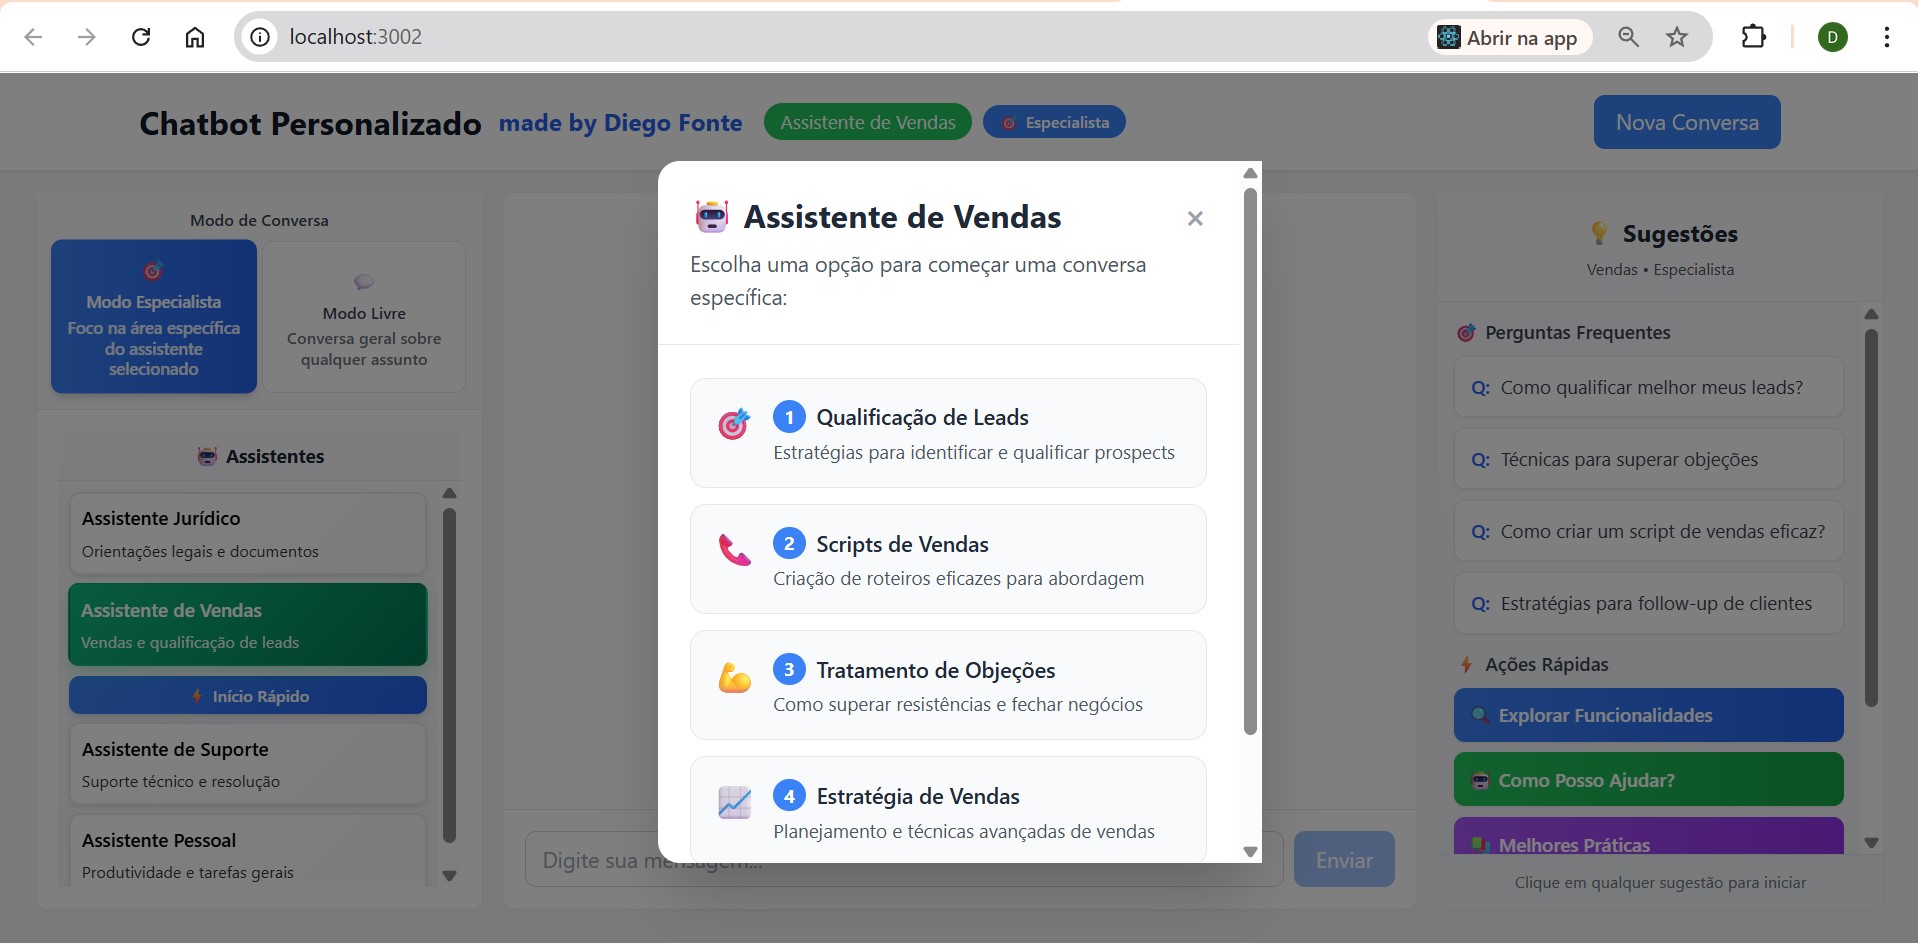 localhost:3002
Abrir na app
D
Chatbot Personalizado made by Diego Fonte Assistente de Vendas Especialista
Nova Conversa
Modo de Conversa
Modo Especialista
Foco na área específica
do assistente
selecionado
Modo Livre
Conversa geral sobre
qualquer assunto
Assistentes
Assistente Jurídico
Orientações legais e documentos
Assistente de Vendas
Vendas e qualificação de leads
Início Rápido
Assistente de Suporte
Suporte técnico e resolução
Assistente Pessoal
Produtividade e tarefas gerais
Assistente de Vendas
×
Escolha uma opção para começar uma conversa
específica:
1 Qualificação de Leads
Estratégias para identificar e qualificar prospects
2 Scripts de Vendas
Criação de roteiros eficazes para abordagem
3 Tratamento de Objeções
Como superar resistências e fechar negócios
4 Estratégia de Vendas
Planejamento e técnicas avançadas de vendas
Digite sua mensagem...
Enviar
Sugestões
Vendas • Especialista
Perguntas Frequentes
Q: Como qualificar melhor meus leads?
Q: Técnicas para superar objeções
Q: Como criar um script de vendas eficaz?
Q: Estratégias para follow-up de clientes
Ações Rápidas
Explorar Funcionalidades
Como Posso Ajudar?
Melhores Práticas
Clique em qualquer sugestão para iniciar